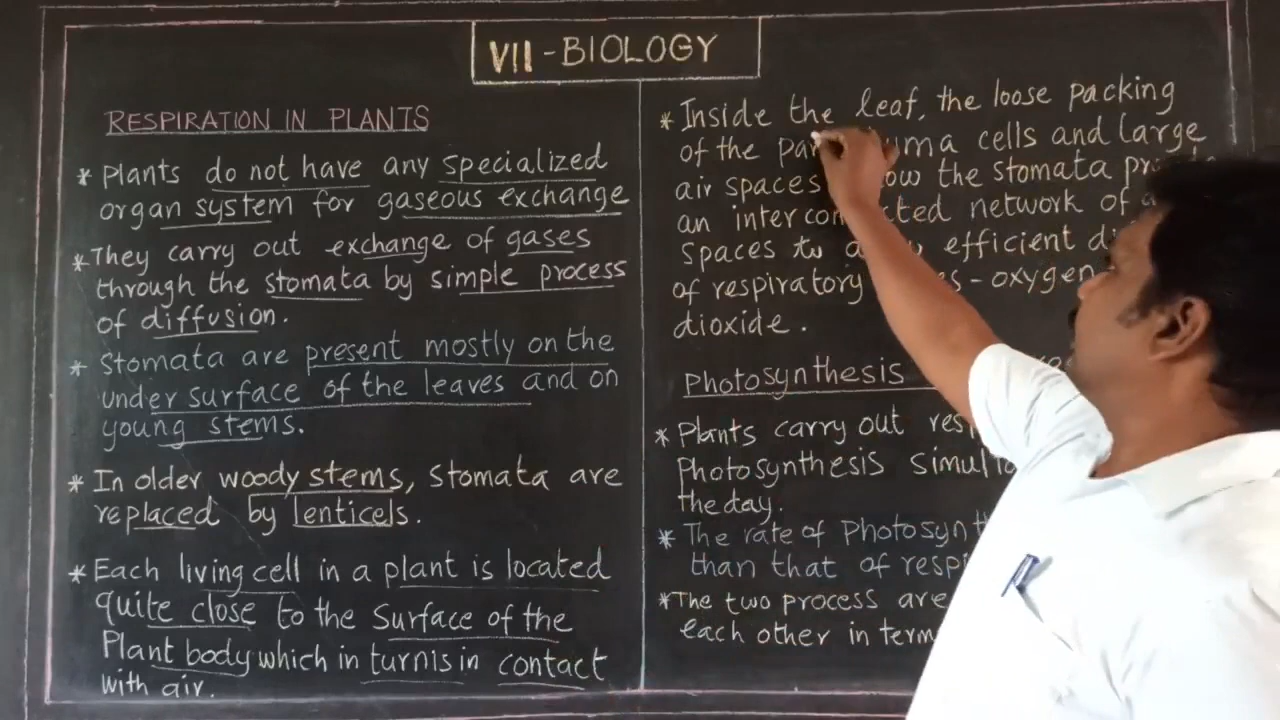 VII - BIOLOGY
RESPIRATION IN PLANTS
* Plants do not have any specialized
organ system for gaseous exchange
* They carry out exchange of gases
through the stomata by simple process
of diffusion.
* Stomata are present mostly on the
under surface of the leaves and on
young stems.
* In older woody stems, stomata are
replaced by lenticels.
* Each living cell in a plant is located
quite close to the Surface of the
Plant body which in turn is in contact
with air.
* Inside the leaf, the loose packing
of the cells and large
air spaces the stomata
an network of
spaces to efficient
of respiratory - oxygen
dioxide.
Photosynthesis
* Plants carry out
Photosynthesis
the day.
* The rate of
than that of
* The two process are
each other in